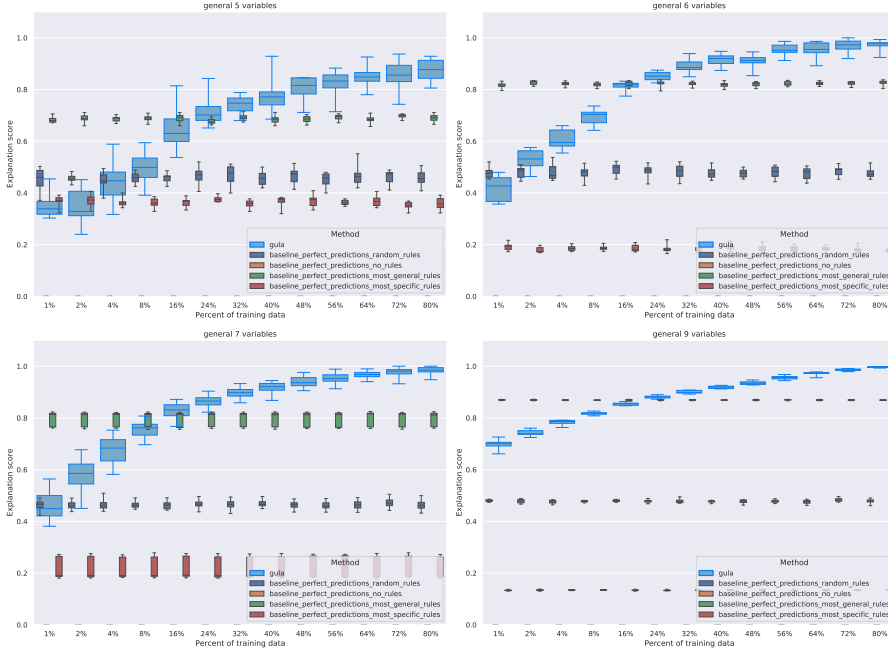 general 5 variables
1.0
0.8
0.6
0.4
0.2
0.0
Explanation score
Method
gula
baseline_perfect_predictions_random_rules
baseline_perfect_predictions_no_rules
baseline_perfect_predictions_most_general_rules
baseline_perfect_predictions_most_specific_rules
1% 2% 4% 8% 16% 24% 32% 40% 48% 56% 64% 72% 80%
Percent of training data
general 6 variables
1.0
0.8
0.6
0.4
0.2
0.0
Explanation score
Method
gula
baseline_perfect_predictions_random_rules
baseline_perfect_predictions_no_rules
baseline_perfect_predictions_most_general_rules
baseline_perfect_predictions_most_specific_rules
1% 2% 4% 8% 16% 24% 32% 40% 48% 56% 64% 72% 80%
Percent of training data
general 7 variables
1.0
0.8
0.6
0.4
0.2
0.0
Explanation score
Method
gula
baseline_perfect_predictions_random_rules
baseline_perfect_predictions_no_rules
baseline_perfect_predictions_most_general_rules
baseline_perfect_predictions_most_specific_rules
1% 2% 4% 8% 16% 24% 32% 40% 48% 56% 64% 72% 80%
Percent of training data
general 9 variables
1.0
0.8
0.6
0.4
0.2
0.0
Explanation score
Method
gula
baseline_perfect_predictions_random_rules
baseline_perfect_predictions_no_rules
baseline_perfect_predictions_most_general_rules
baseline_perfect_predictions_most_specific_rules
1% 2% 4% 8% 16% 24% 32% 40% 48% 56% 64% 72% 80%
Percent of training data